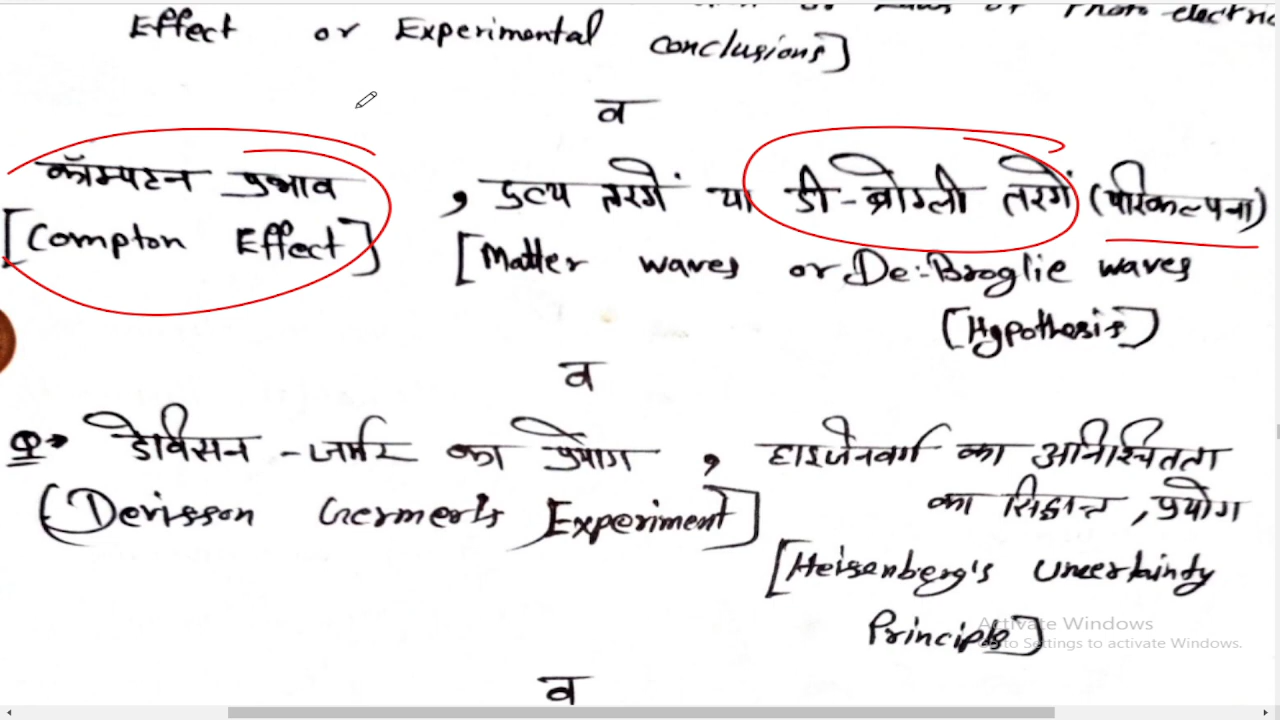 Effect or Experimental conclusions]
व
कॉम्पटन प्रभाव , द्रव्य तरंगें या डी-ब्रोग्ली तरंगें (परिकल्पना)
[Compton Effect] [Matter waves or De-Broglie waves
[Hypothesis]
व
Q→ डेविसन - जर्मर का प्रयोग , हाइजेनबर्ग का अनिश्चितता
का सिद्धान्त , प्रयोग
(Devisson Germer's Experiment] [Heisenberg's Uncertainty
Principle]
Activate Windows
Go to Settings to activate Windows.
व